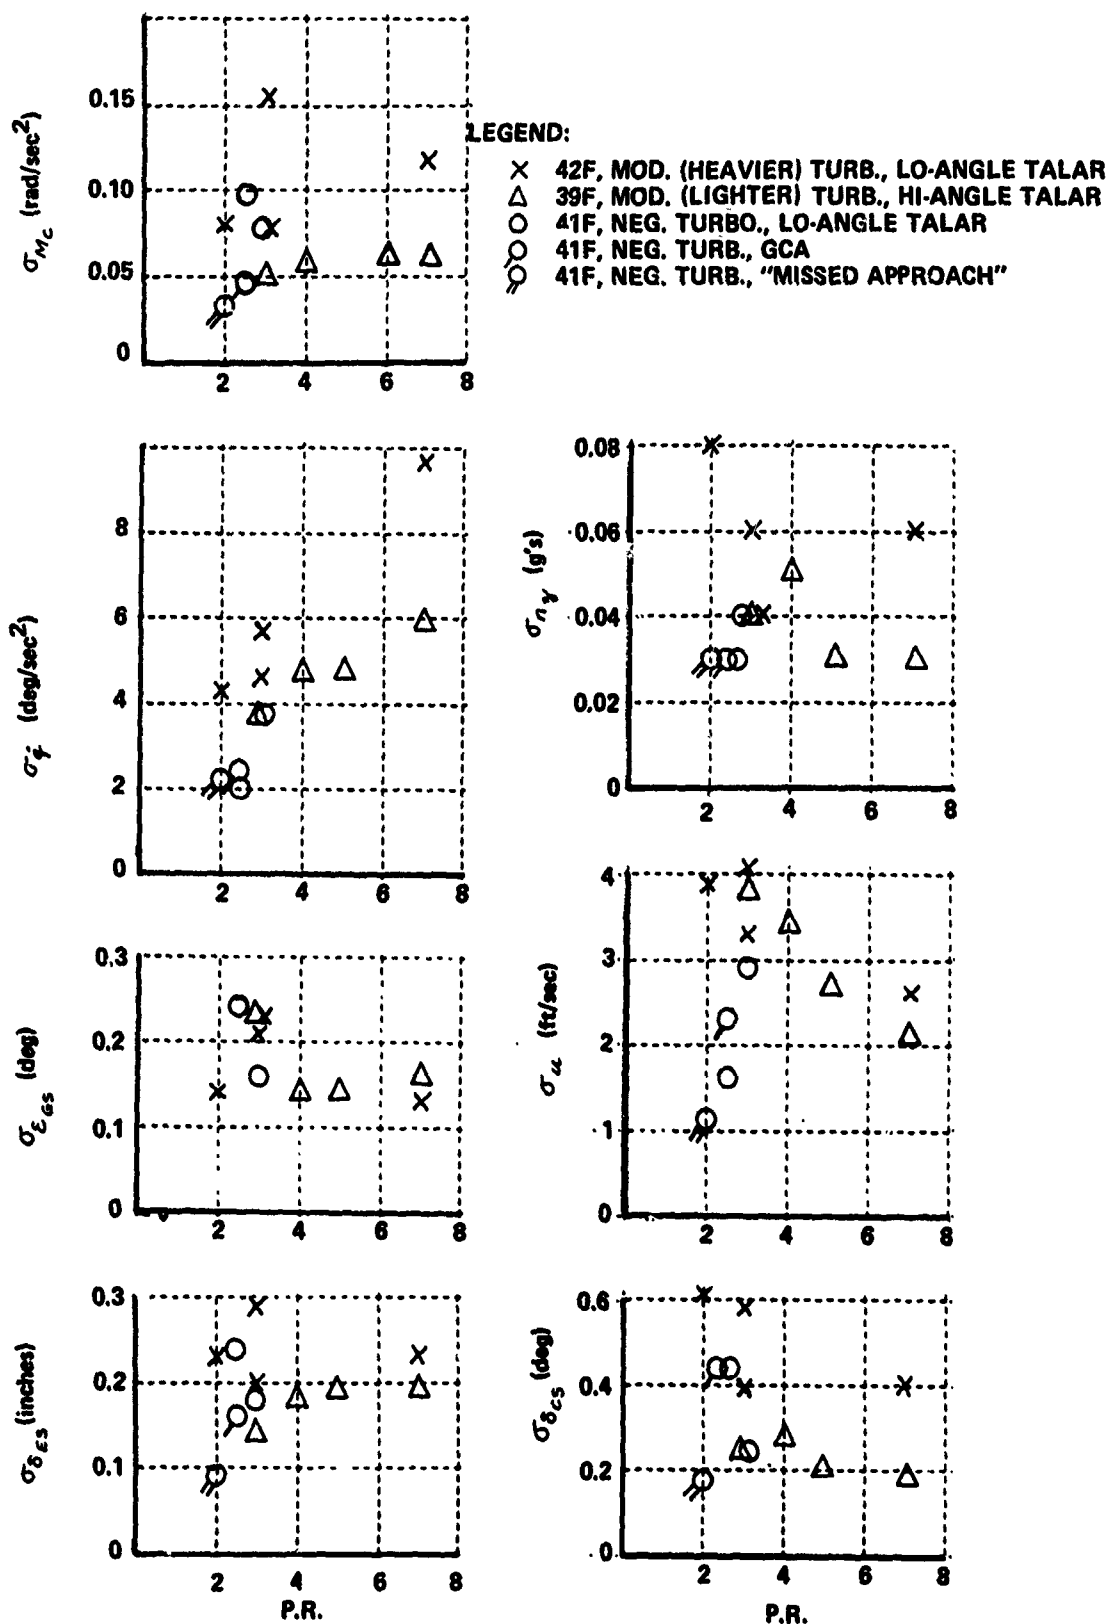 σMc (rad/sec2)
0.15
0.10
0.05
0
2 4 6 8
LEGEND:
× 42F, MOD. (HEAVIER) TURB., LO-ANGLE TALAR
△ 39F, MOD. (LIGHTER) TURB., HI-ANGLE TALAR
○ 41F, NEG. TURBO., LO-ANGLE TALAR
41F, NEG. TURB., GCA
41F, NEG. TURB., "MISSED APPROACH"
(deg/sec2)
8
6
4
2
0
2 4 6 8
(g's)
0.08
0.06
0.04
0.02
0
2 4 6 8
σεGS (deg)
0.3
0.2
0.1
0
2 4 6 8
σu (ft/sec)
4
3
2
1
0
2 4 6 8
σδES (inches)
0.3
0.2
0.1
0
2 4 6 8
P.R.
σδCS (deg)
0.6
0.4
0.2
0
2 4 6 8
P.R.